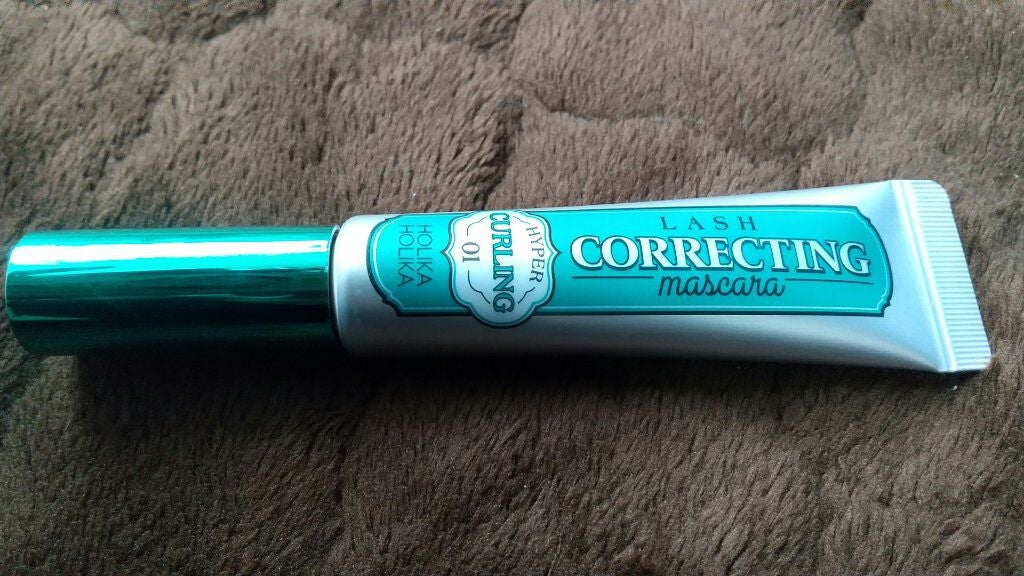 HOLIKA
HOLIKA
HYPER
CURLING
01
LASH
CORRECTING
mascara